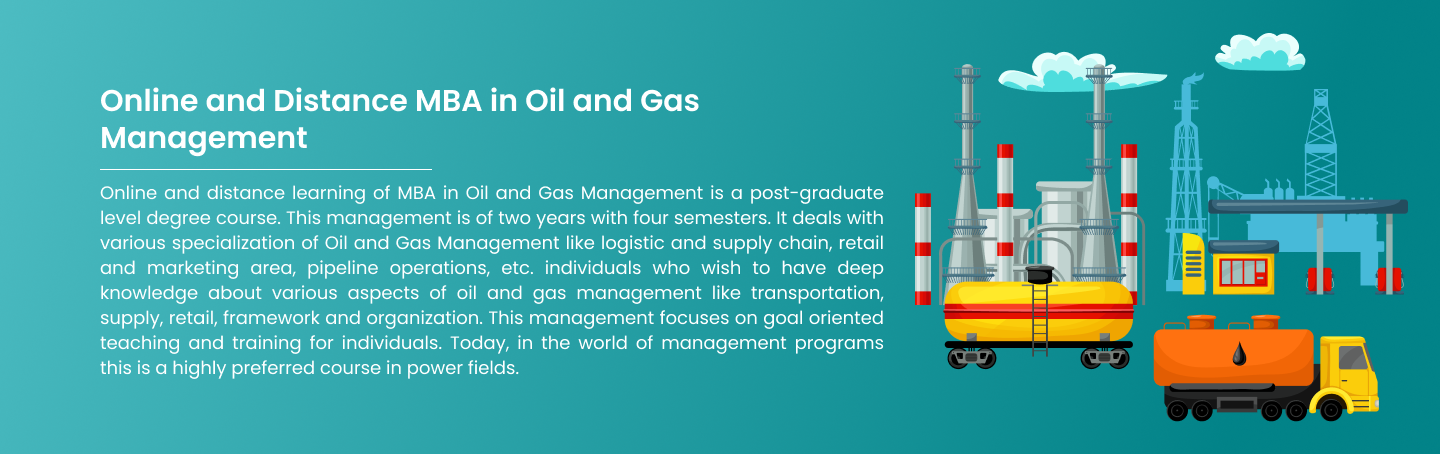 Online and Distance MBA in Oil and Gas
Management
Online and distance learning of MBA in Oil and Gas Management is a post-graduate
level degree course. This management is of two years with four semesters. It deals with
various specialization of Oil and Gas Management like logistic and supply chain, retail
and marketing area, pipeline operations, etc. individuals who wish to have deep
knowledge about various aspects of oil and gas management like transportation,
supply, retail, framework and organization. This management focuses on goal oriented
teaching and training for individuals. Today, in the world of management programs
this is a highly preferred course in power fields.